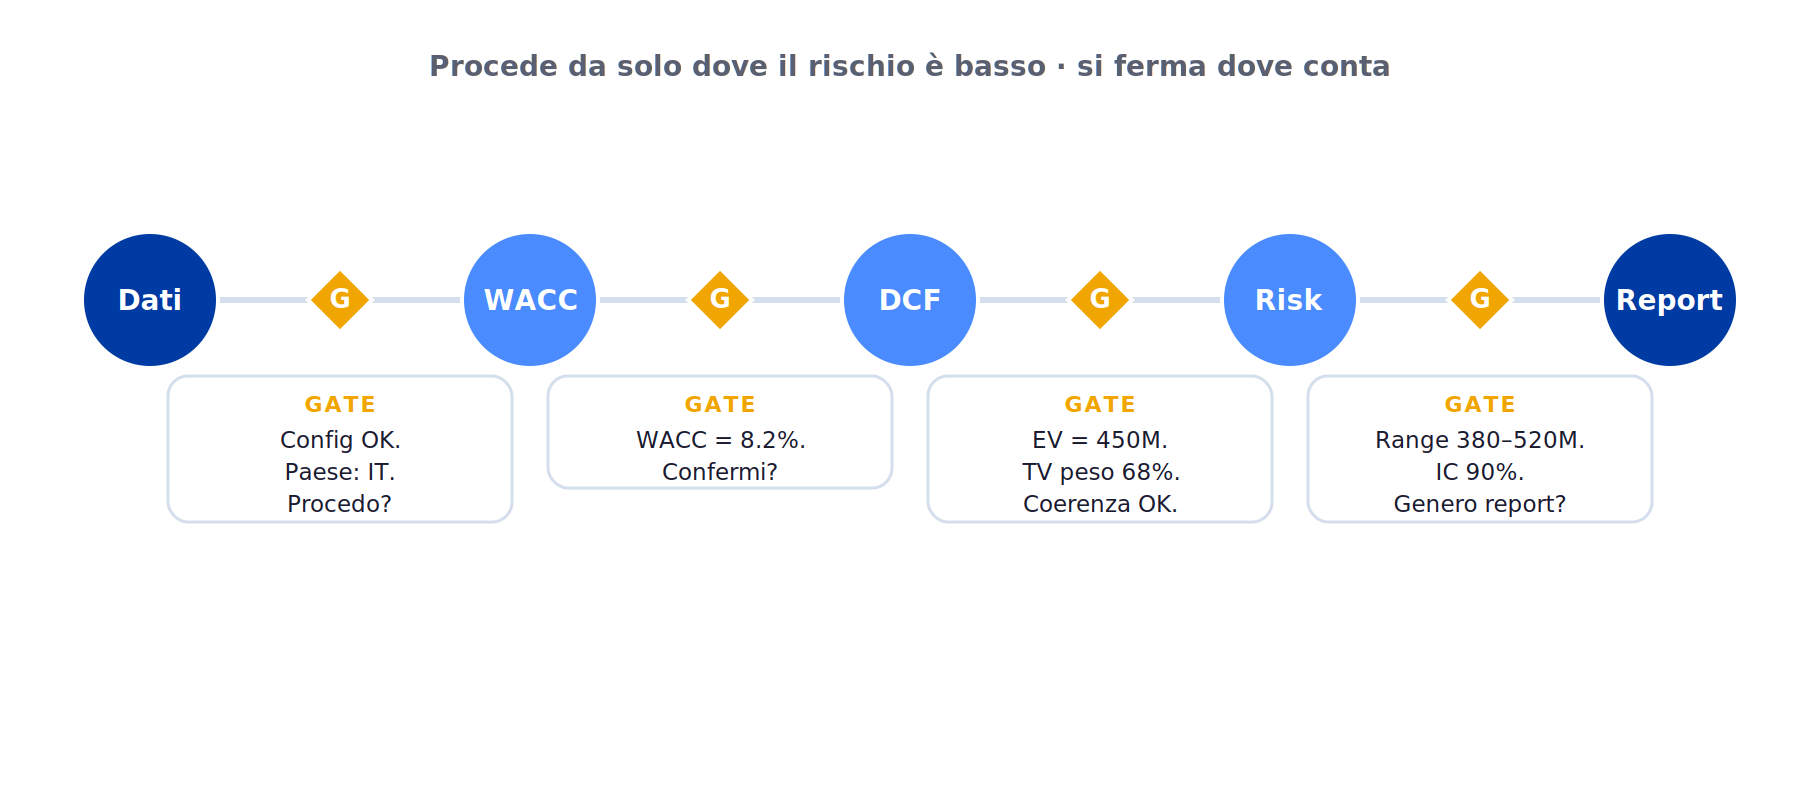 Procede da solo dove il rischio è basso · si ferma dove conta
Dati
G
WACC
G
DCF
G
Risk
G
Report
GATE
Config OK.
Paese: IT.
Procedo?
GATE
WACC = 8.2%.
Confermi?
GATE
EV = 450M.
TV peso 68%.
Coerenza OK.
GATE
Range 380–520M.
IC 90%.
Genero report?